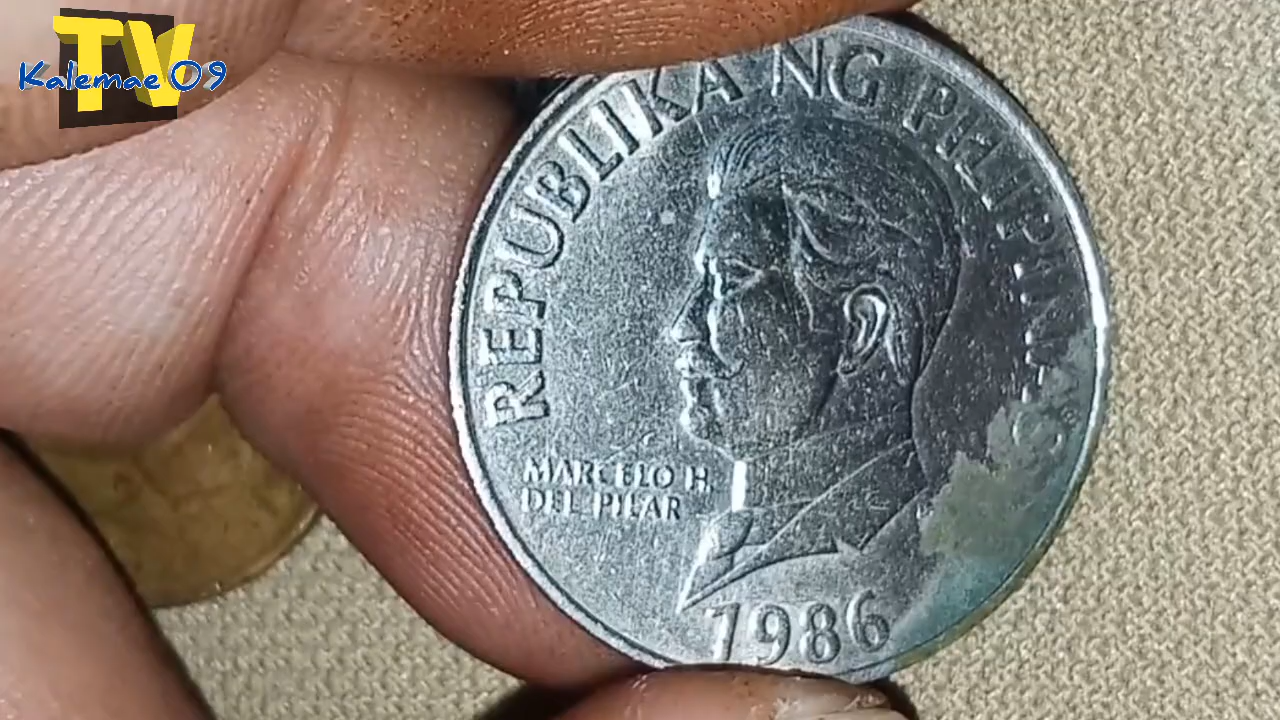 TV
Kalemae 09
REPUBLIKA NG PILIPINAS
MARCELO H.
DEL PILAR
1986